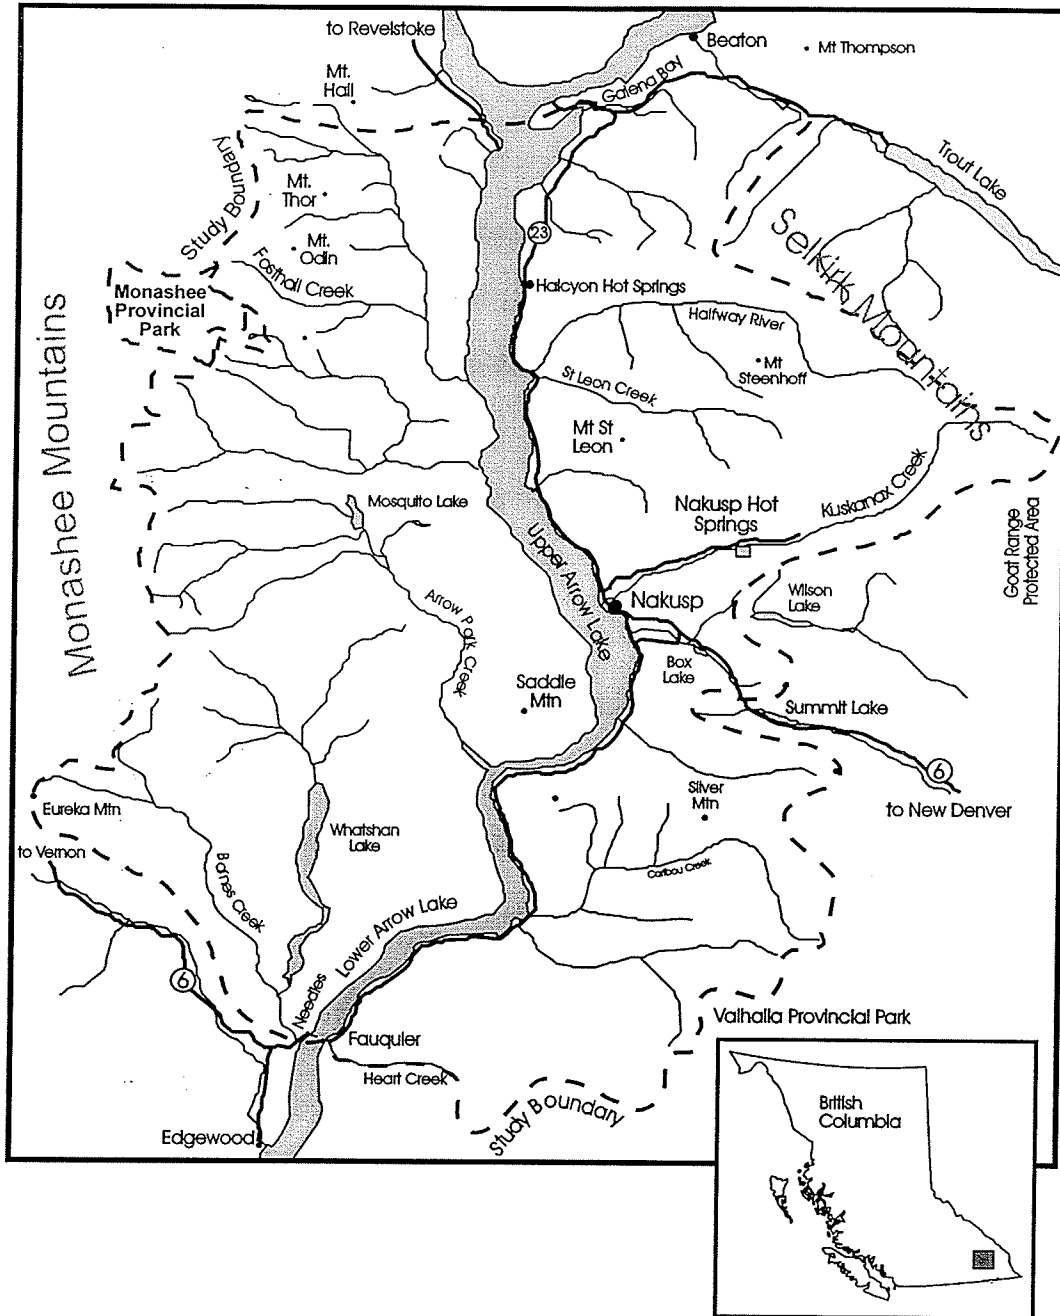 to Revelstoke
Beaton
Mt Thompson
Mt.
Hall
Galena Bay
Trout Lake
Study Boundary
Mt.
Thor
Mt.
Odin
Selkirk Mountains
23
Fosthall Creek
Monashee
Provincial
Park
Halcyon Hot Springs
Halfway River
Mt
Steenhoff
St Leon Creek
Mt St
Leon
Monashee Mountains
Mosquito Lake
Nakusp Hot
Springs
Kuskanax Creek
Goat Range
Protected Area
Upper Arrow Lake
Wilson
Lake
Nakusp
Arrow Park Creek
Box
Lake
Saddle
Mtn
Summit Lake
6
to New Denver
Silver
Mtn
Eureka Mtn
Whatshan
Lake
to Vernon
Barnes Creek
Caribou Creek
Lower Arrow Lake
6
Needles
Valhalla Provincial Park
Fauquier
Heart Creek
Study Boundary
Edgewood
British
Columbia